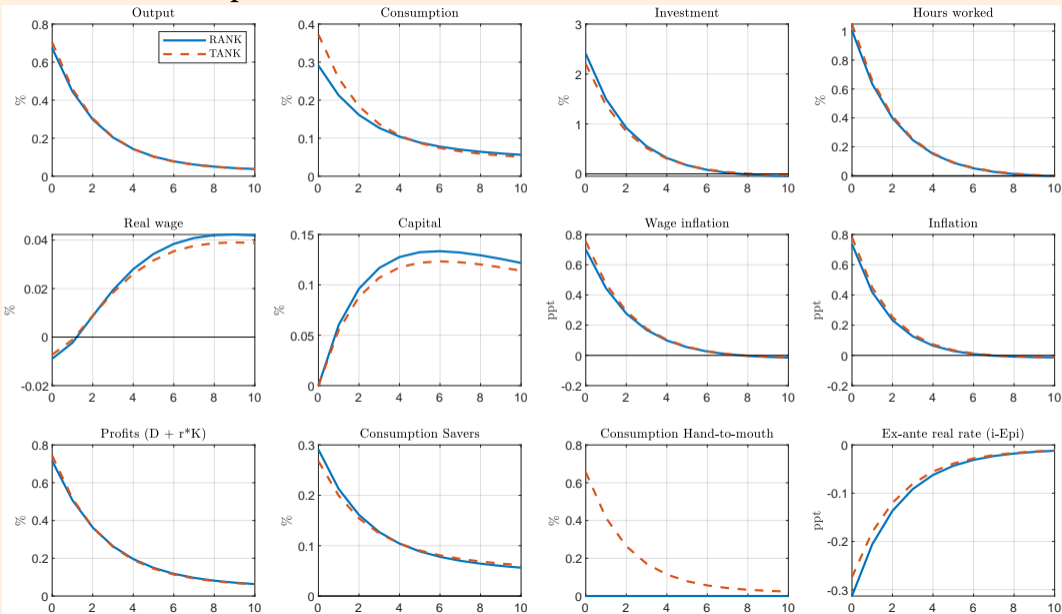 Output
Consumption
Investment
Hours worked
RANK
TANK
%
%
%
%
0.8
0.6
0.4
0.2
0
0.4
0.3
0.2
0.1
0
3
2
1
0
1
0.8
0.6
0.4
0.2
0
0 2 4 6 8 10
0 2 4 6 8 10
0 2 4 6 8 10
0 2 4 6 8 10
Real wage
Capital
Wage inflation
Inflation
%
%
ppt
ppt
0.04
0.02
0
-0.02
0.15
0.1
0.05
0
0.8
0.6
0.4
0.2
0
-0.2
0.8
0.6
0.4
0.2
0
-0.2
0 2 4 6 8 10
0 2 4 6 8 10
0 2 4 6 8 10
0 2 4 6 8 10
Profits (D + r*K)
Consumption Savers
Consumption Hand-to-mouth
Ex-ante real rate (i-Epi)
%
%
%
ppt
0.8
0.6
0.4
0.2
0
0.3
0.2
0.1
0
0.8
0.6
0.4
0.2
0
0
-0.1
-0.2
-0.3
0 2 4 6 8 10
0 2 4 6 8 10
0 2 4 6 8 10
0 2 4 6 8 10